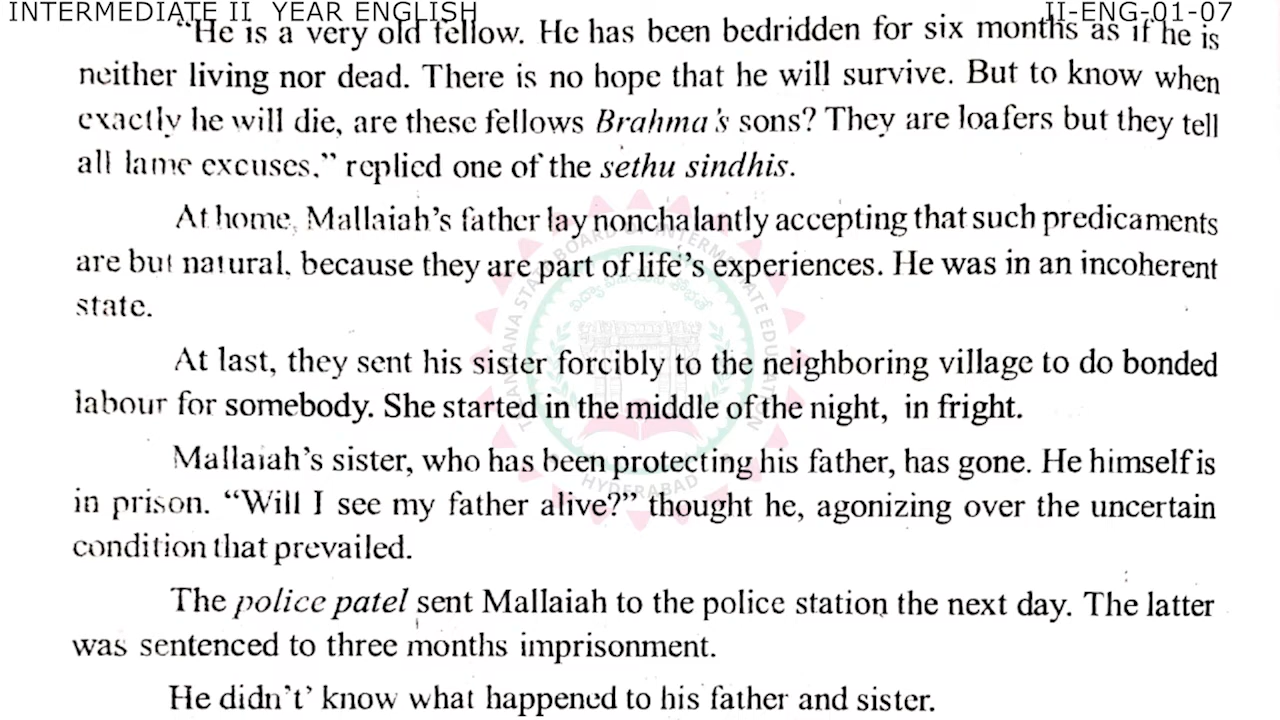 INTERMEDIATE II YEAR ENGLISH II-ENG-01-07
"He is a very old fellow. He has been bedridden for six months as if he is
neither living nor dead. There is no hope that he will survive. But to know when
exactly he will die, are these fellows Brahma's sons? They are loafers but they tell
all lame excuses," replied one of the sethu sindhis.
At home, Mallaiah's father lay nonchalantly accepting that such predicaments
are but natural, because they are part of life's experiences. He was in an incoherent
state.
At last, they sent his sister forcibly to the neighboring village to do bonded
labour for somebody. She started in the middle of the night, in fright.
Mallaiah's sister, who has been protecting his father, has gone. He himself is
in prison. "Will I see my father alive?" thought he, agonizing over the uncertain
condition that prevailed.
The police patel sent Mallaiah to the police station the next day. The latter
was sentenced to three months imprisonment.
He didn't' know what happened to his father and sister.
TELANGANA STATE BOARD OF INTERMEDIATE EDUCATION
HYDERABAD